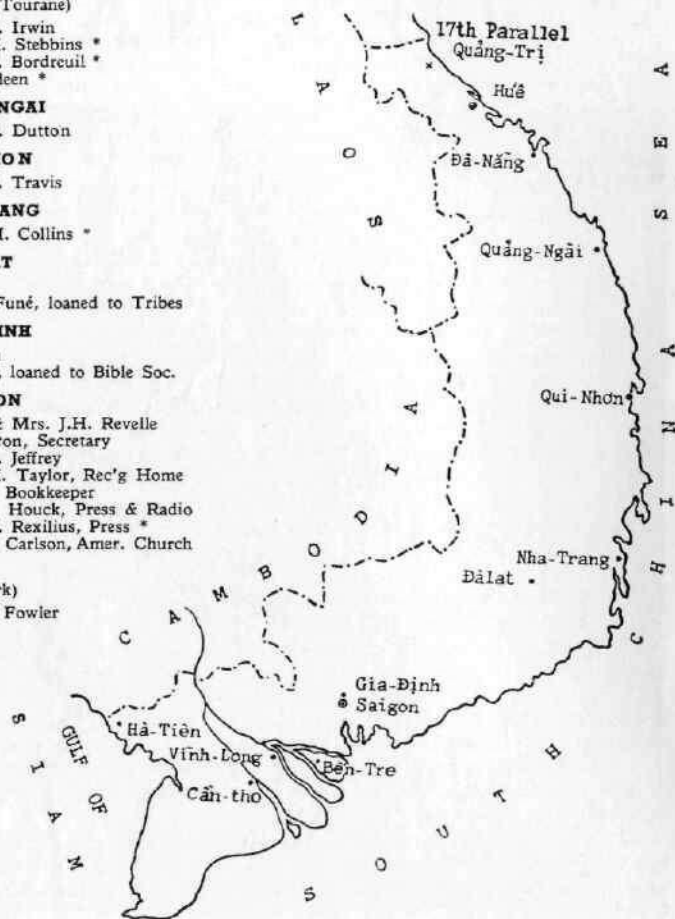 Tourane)
Irwin
Stebbins *
Bordreuil *
deen *
NGAI
Dutton
ON
Travis
ANG
Collins *
T
Funé, loaned to Tribes
INH
, loaned to Bible Soc.
ON
Mrs. J.H. Revelle
on, Secretary
Jeffrey
Taylor, Rec'g Home
Bookkeeper
Houck, Press & Radio
Rexilius, Press *
Carlson, Amer. Church
rk)
Fowler
17th Parallel
Quảng-Trị
Huế
Đà-Nẵng
Quảng-Ngãi
Qui-Nhơn
Nha-Trang
Đàlat
Gia-Định
Saigon
Hà-Tiên
Vĩnh-Long
Bến-Tre
Cần-thơ
LAOS
CAMBODIA
GULF OF
SIAM
SOUTH CHINA SEA